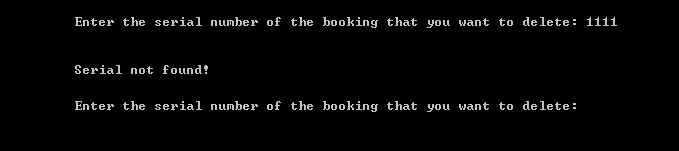 Enter the serial number of the booking that you want to delete: 1111
Serial not found!
Enter the serial number of the booking that you want to delete: